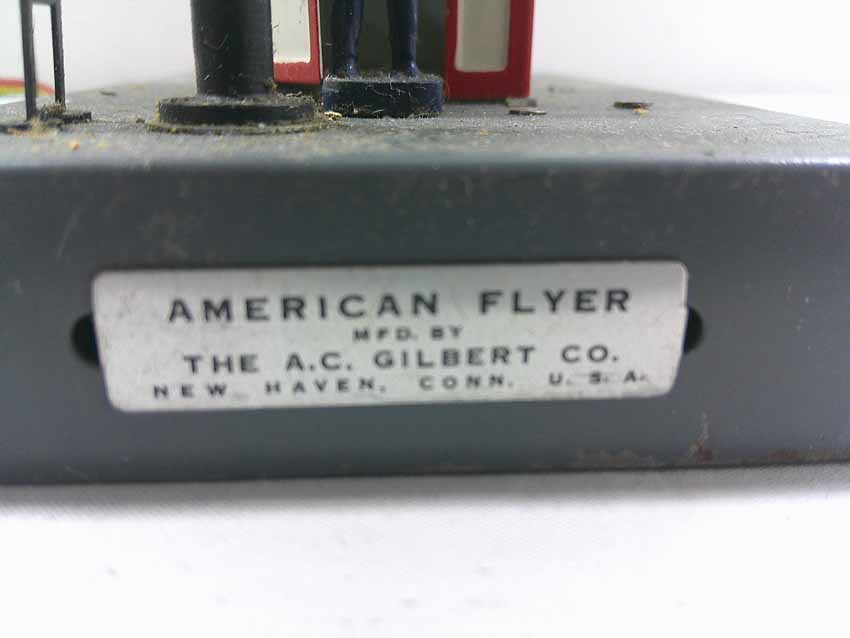 AMERICAN FLYER
MFD. BY
THE A.C. GILBERT CO.
NEW HAVEN, CONN. U.S.A.